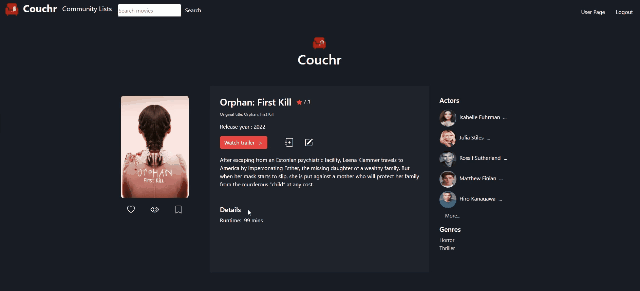 Couchr
Community Lists
Search movies
Search
User Page
Logout
Couchr
Orphan: First Kill
/ 1
Original title: Orphan: First Kill
Release year : 2022
Watch trailer
After escaping from an Estonian psychiatric facility, Leena Klammer travels to
America by impersonating Esther, the missing daughter of a wealthy family. But
when her mask starts to slip, she is put against a mother who will protect her family
from the murderous "child" at any cost.
Details
Runtime: 99 mins
ORPHAN
First Kill
Actors
Isabelle Fuhrman ...
Julia Stiles ...
Rossif Sutherland ...
Matthew Finlan ...
Hiro Kanagawa ...
More...
Genres
Horror
Thriller